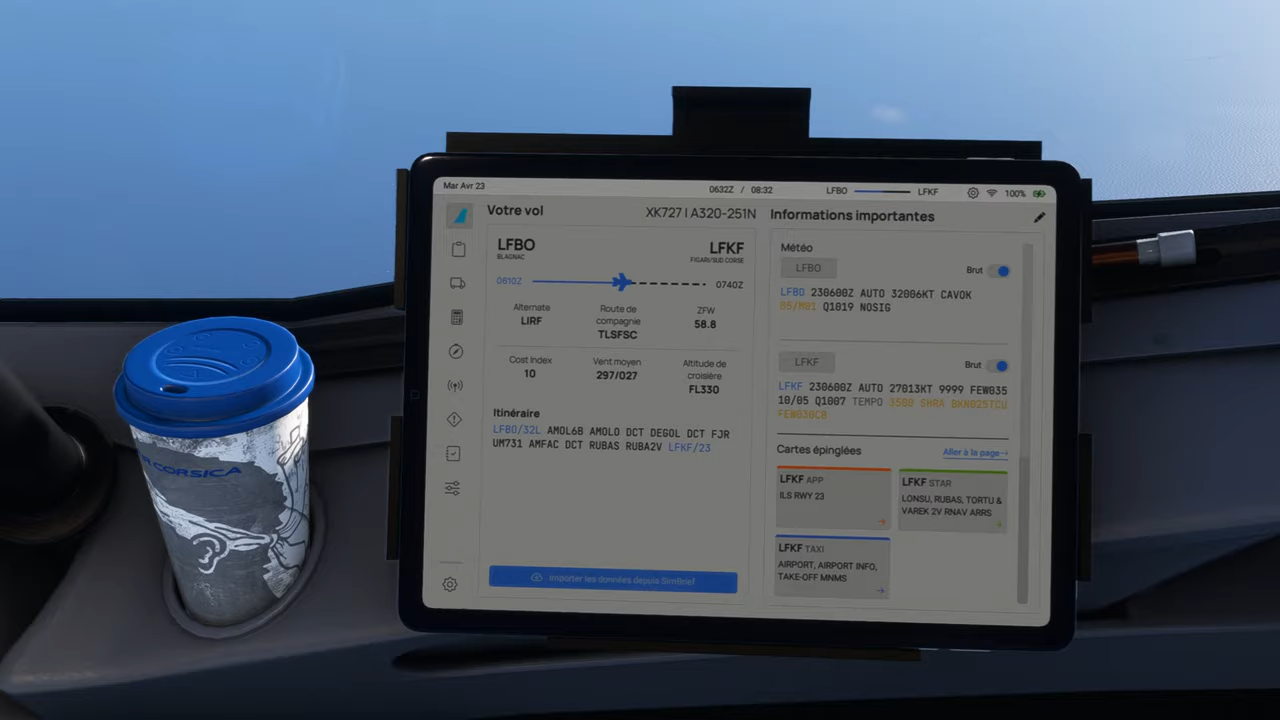 Mar Avr 23
0632Z / 08:32
LFBO
LFKF
100%
Votre vol
XK727 | A320-251N
LFBO
BLAGNAC
LFKF
FIGARI/SUD CORSE
0610Z
0740Z
Alternate
LIRF
Route de
compagnie
TLSFSC
ZFW
58.8
Cost Index
10
Vent moyen
297/027
Altitude de
croisière
FL330
Itinéraire
LFBO/32L AMOL6B AMOLO DCT DEGOL DCT FJR
UM731 AMFAC DCT RUBAS RUBA2V LFKF/23
Importer les données depuis SimBrief
Informations importantes
Météo
LFBO
Brut
LFBO 230600Z AUTO 32006KT CAVOK
05/M01 Q1019 NOSIG
LFKF
Brut
LFKF 230600Z AUTO 27013KT 9999 FEW035
10/05 Q1007 TEMPO 3500 SHRA BKN025TCU
FEW030CB
Cartes épinglées
Aller à la page
LFKF APP
ILS RWY 23
LFKF STAR
LONSU, RUBAS, TORTU &
VAREK 2V RNAV ARRS
LFKF TAXI
AIRPORT, AIRPORT INFO,
TAKE-OFF MNMS
CORSICA